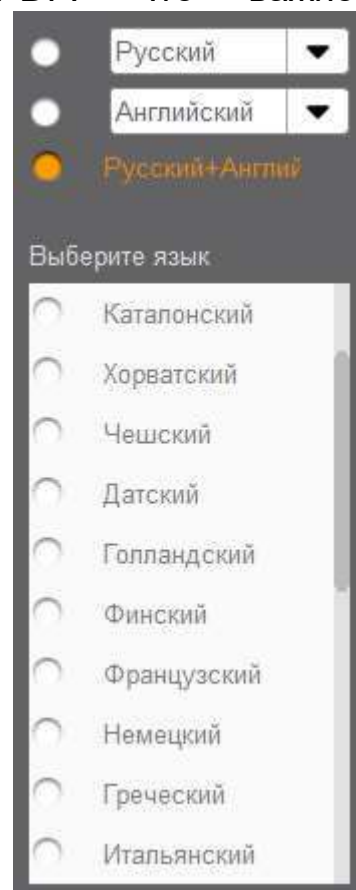 Русский
Английский
Русский+Англий
Выберите язык
Каталонский
Хорватский
Чешский
Датский
Голландский
Финский
Французский
Немецкий
Греческий
Итальянский